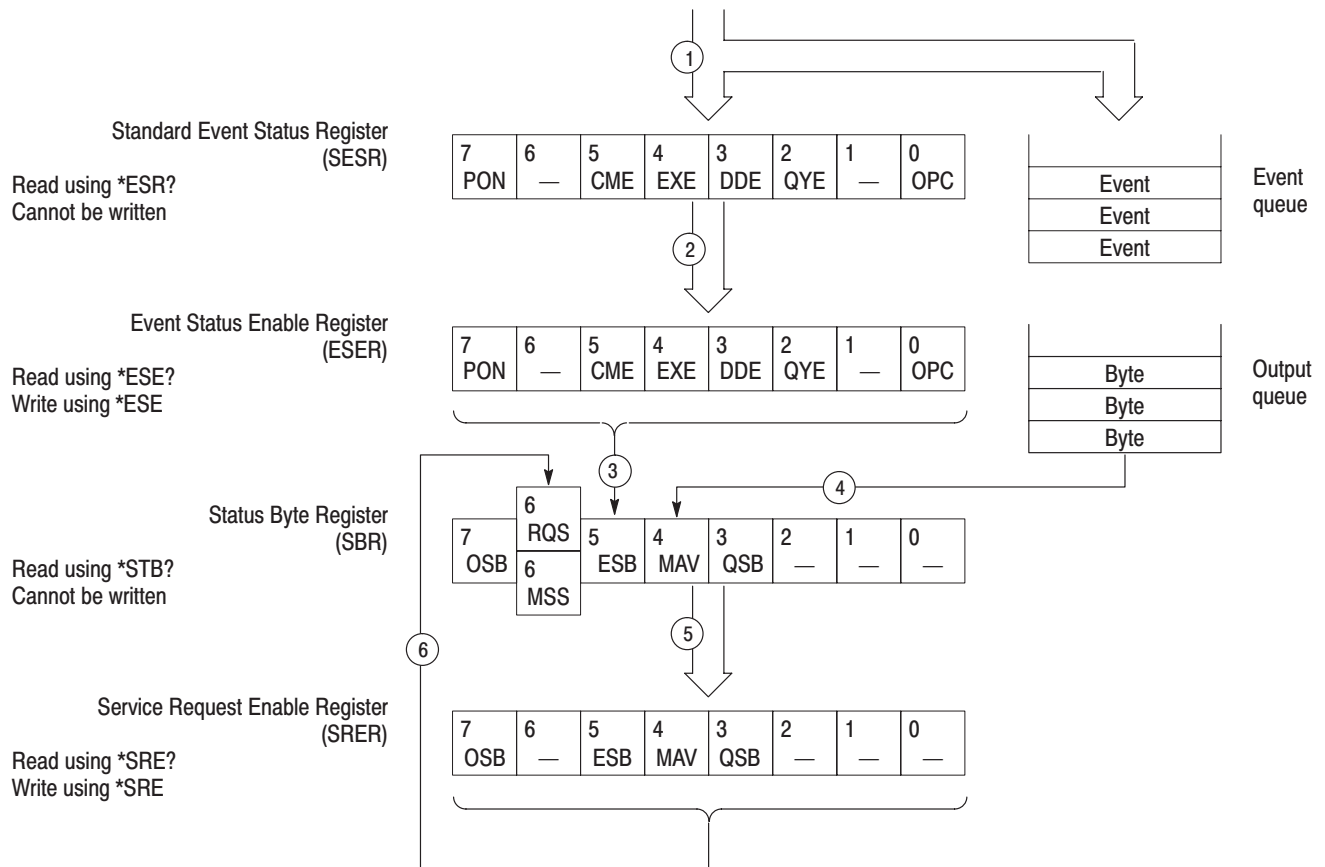 1
Standard Event Status Register
(SESR)
Read using *ESR?
Cannot be written
7 6 5 4 3 2 1 0
PON — CME EXE DDE QYE — OPC
Event
Event
Event
Event
queue
2
Event Status Enable Register
(ESER)
Read using *ESE?
Write using *ESE
7 6 5 4 3 2 1 0
PON — CME EXE DDE QYE — OPC
Byte
Byte
Byte
Output
queue
3
4
Status Byte Register
(SBR)
Read using *STB?
Cannot be written
6
RQS
7 5 4 3 2 1 0
OSB ESB MAV QSB — — —
6
MSS
5
6
Service Request Enable Register
(SRER)
Read using *SRE?
Write using *SRE
7 6 5 4 3 2 1 0
OSB — ESB MAV QSB — — —